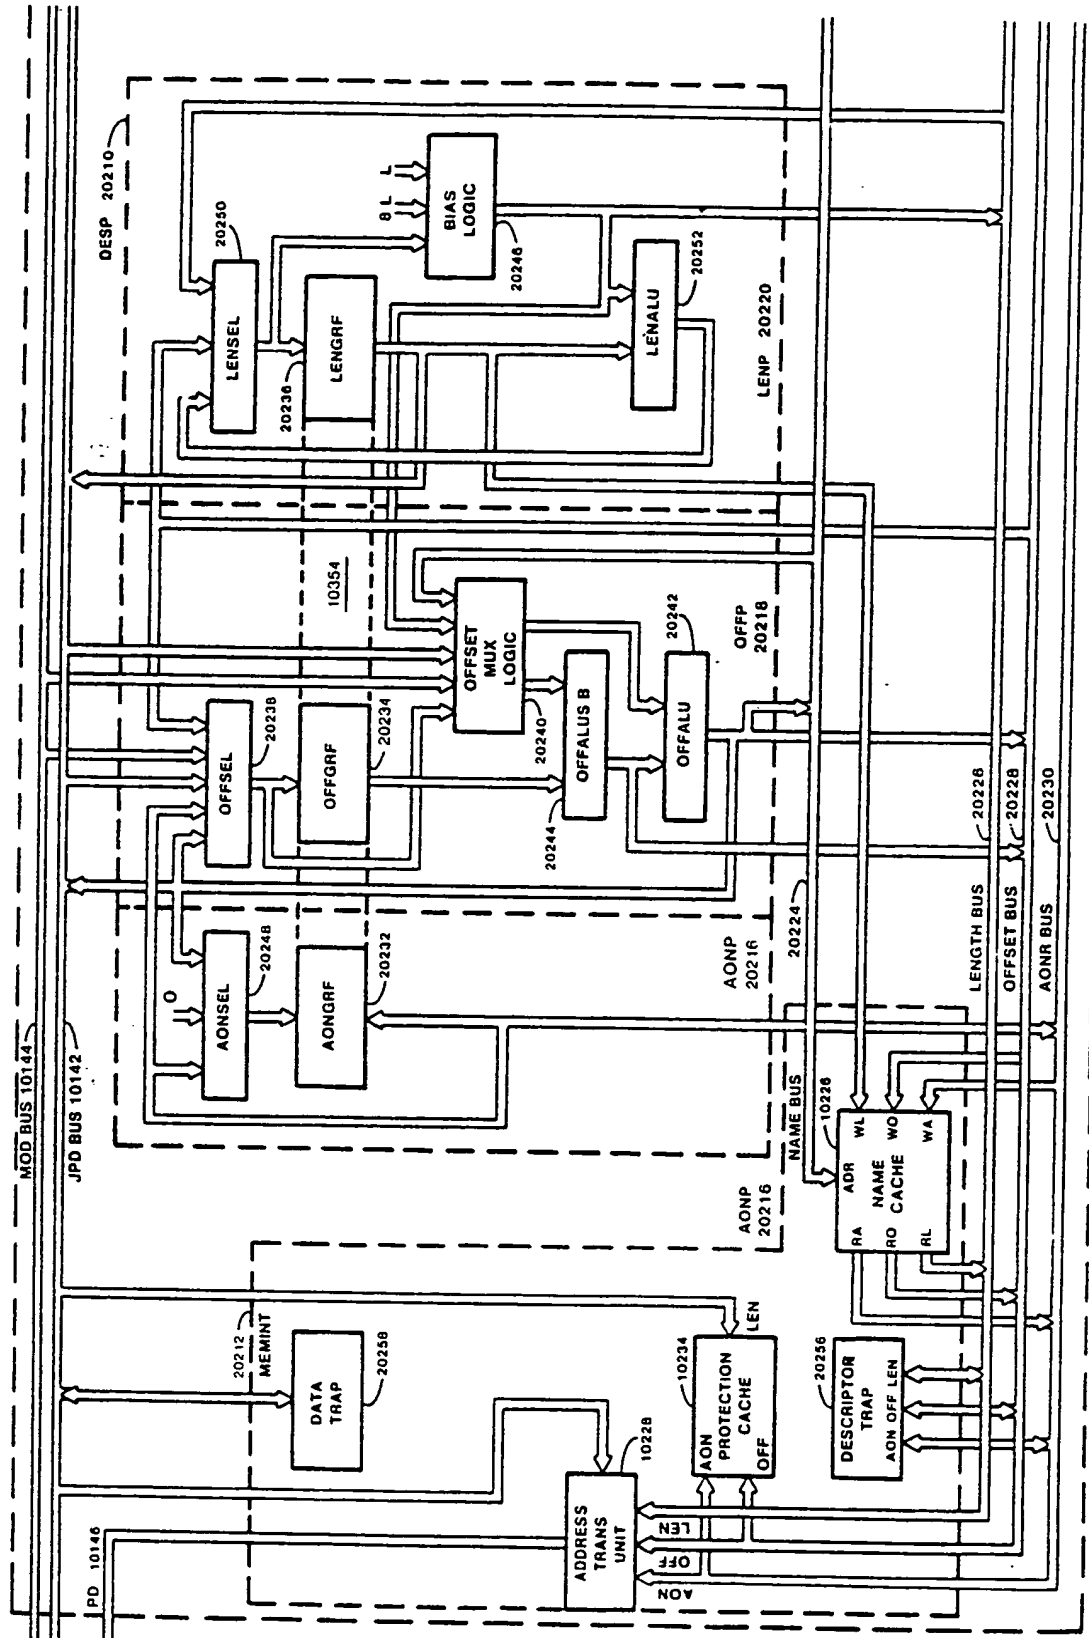 MOD BUS 10144
JPD BUS 10142
PD 10146
DESP 20210
20212
MEMINT
DATA
TRAP
20258
ADDRESS
TRANS
UNIT
10228
AON
OFF
LEN
10234
AON
PROTECTION
CACHE
OFF
LEN
20256
DESCRIPTOR
TRAP
AON OFF LEN
AONP
20216
NAME BUS
10226
ADR
NAME
CACHE
RA
RO
RL
WL
WO
WA
20224
LENGTH BUS
20226
OFFSET BUS
20228
AONR BUS
20230
O
AONSEL
20248
AONGRF
20232
AONP
20216
OFFSEL
20238
OFFGRF
20234
10354
OFFSET
MUX
LOGIC
20240
OFFALUS B
20244
OFFALU
20242
OFFP
20218
LENSEL
20250
20236
LENGRF
8L
L
BIAS
LOGIC
20246
LENALU
20252
LENP 20220